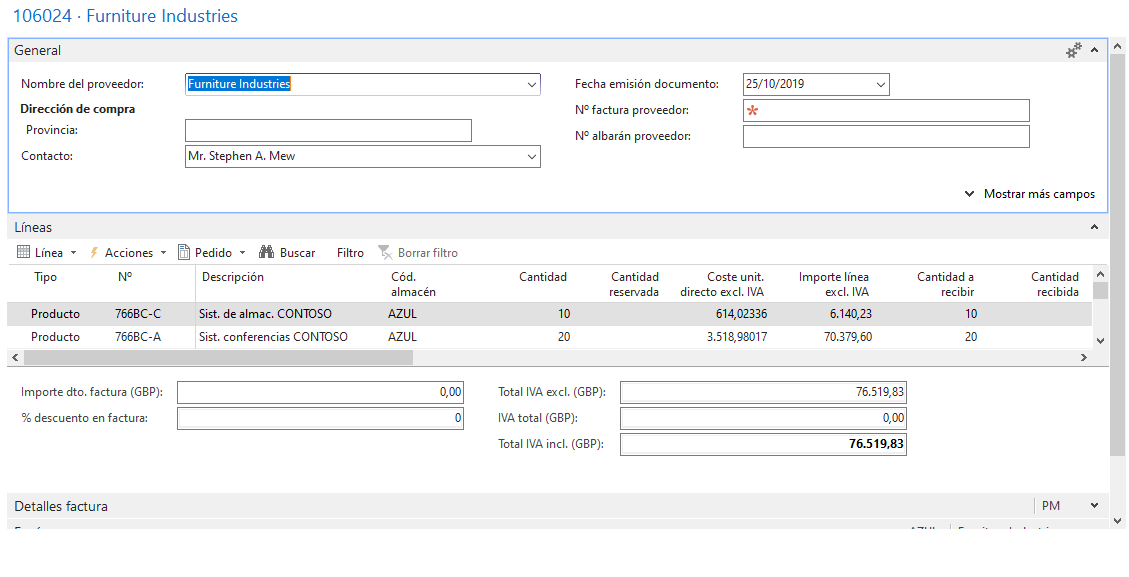 106024 · Furniture Industries
General
Nombre del proveedor: Furniture Industries
Fecha emisión documento: 25/10/2019
Dirección de compra
Nº factura proveedor: *
Provincia:
Nº albarán proveedor:
Contacto: Mr. Stephen A. Mew
Mostrar más campos
Líneas
Línea Acciones Pedido Buscar Filtro Borrar filtro
Tipo Nº Descripción Cód. almacén Cantidad Cantidad reservada Coste unit. directo excl. IVA Importe línea excl. IVA Cantidad a recibir Cantidad recibida
Producto 766BC-C Sist. de almac. CONTOSO AZUL 10 614,02336 6.140,23 10
Producto 766BC-A Sist. conferencias CONTOSO AZUL 20 3.518,98017 70.379,60 20
Importe dto. factura (GBP): 0,00 Total IVA excl. (GBP): 76.519,83
% descuento en factura: 0 IVA total (GBP): 0,00
Total IVA incl. (GBP): 76.519,83
Detalles factura PM